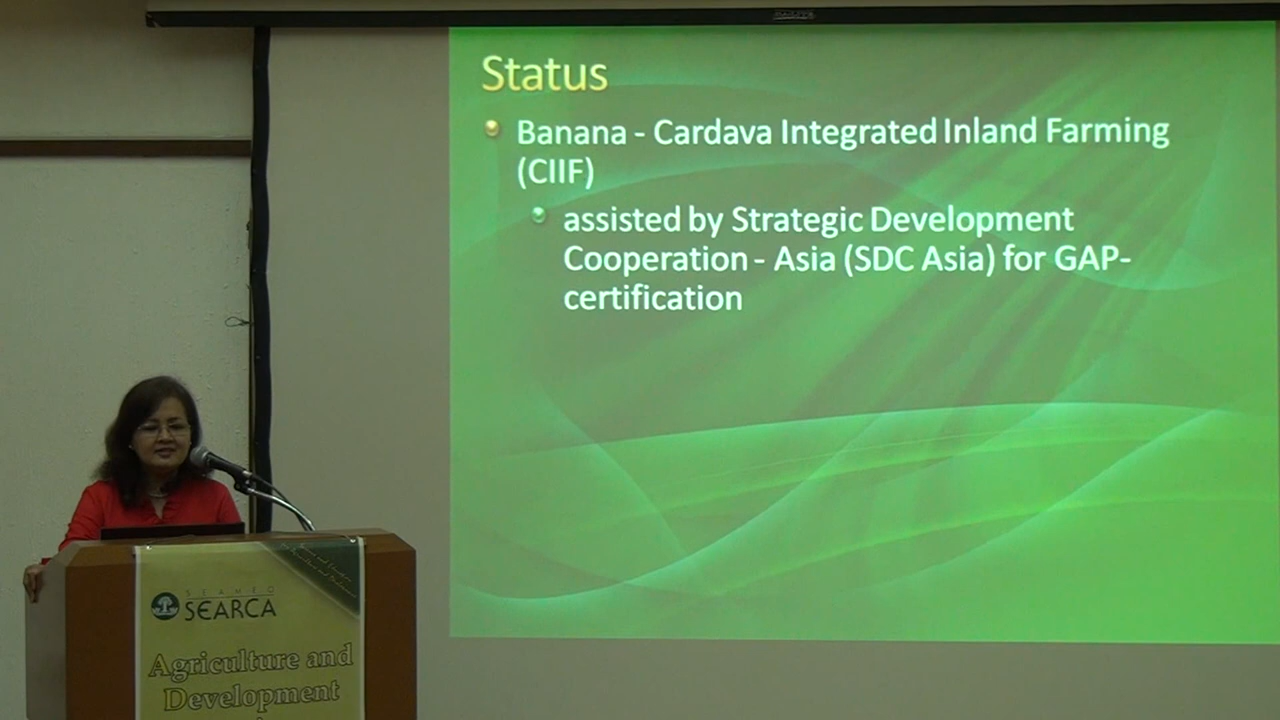 Status
Banana - Cardava Integrated Inland Farming
(CIIF)
assisted by Strategic Development
Cooperation - Asia (SDC Asia) for GAP-
certification
SEAMEO
SEARCA
Agriculture and
Development